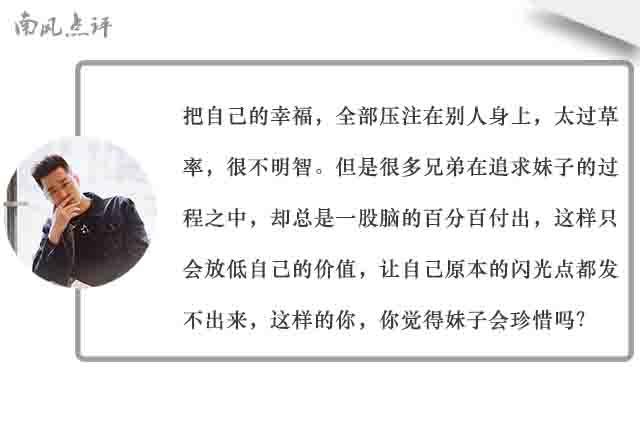 南风点评
把自己的幸福，全部压注在别人身上，太过草
率，很不明智。但是很多兄弟在追求妹子的过
程之中，却总是一股脑的百分百付出，这样只
会放低自己的价值，让自己原本的闪光点都发
不出来，这样的你，你觉得妹子会珍惜吗？